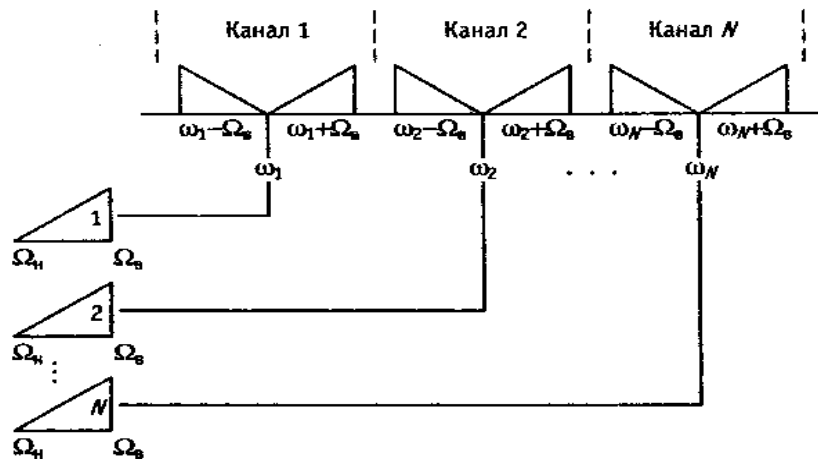 Канал 1 Канал 2 Канал N
ω₁−Ωв ω₁+Ωв ω₂−Ωв ω₂+Ωв ωN−Ωв ωN+Ωв
ω₁ ω₂ . . . ωN
1
Ωн Ωв
2
Ωн Ωв
⋮
N
Ωн Ωв